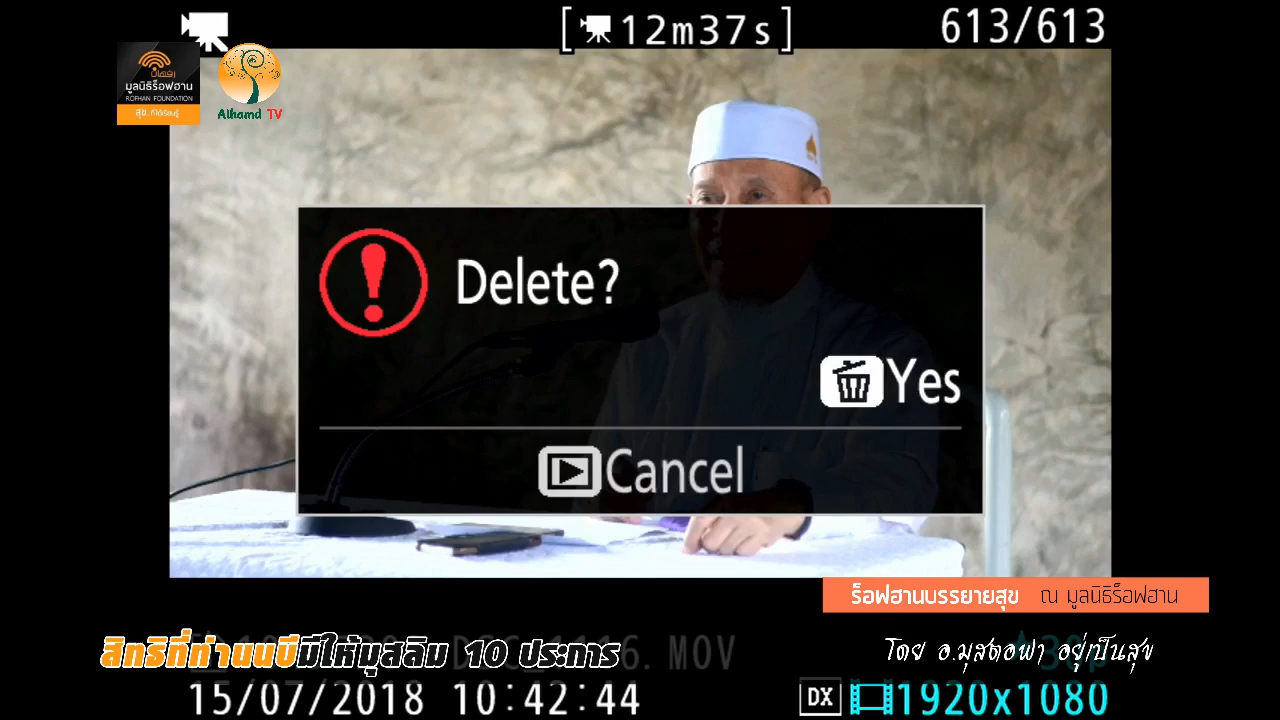 [12m37s]
613/613
มูลนิธิร็อฟฮาน
ROFHAN FOUNDATION
Alhamd TV
Delete?
Yes
Cancel
ร็อฟฮานบรรยายสุข ณ มูลนิธิร็อฟฮาน
สิทธิที่ท่านนบีมีให้มุสลิม 10 ประการ
6. MOV
โดย อ.มุสตอฟา อยู่เป็นสุข
15/07/2018 10:42:44
DX 1920x1080